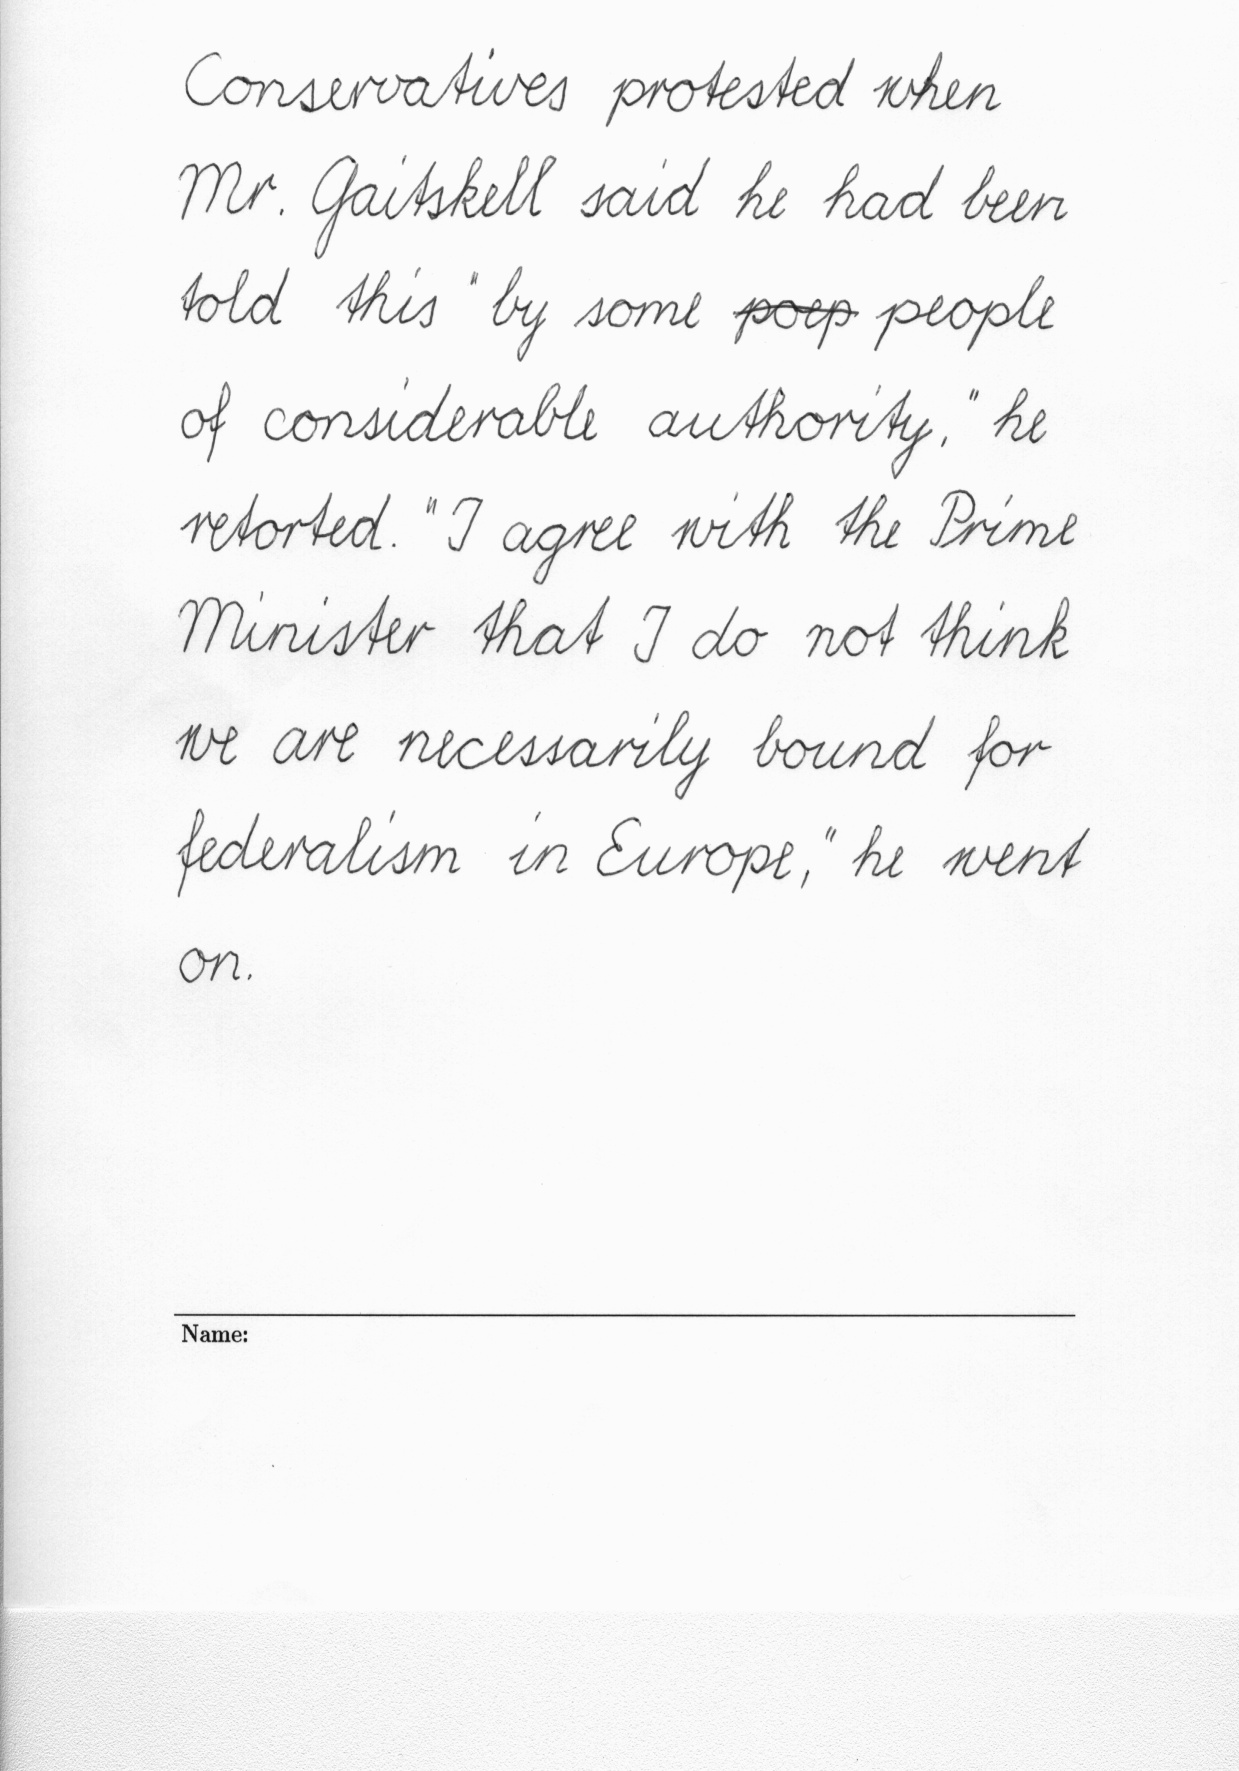 Conservatives protested when
Mr. Gaitskell said he had been
told this "by some poep people
of considerable authority," he
retorted. "I agree with the Prime
Minister that I do not think
we are necessarily bound for
federalism in Europe," he went
on.
Name: